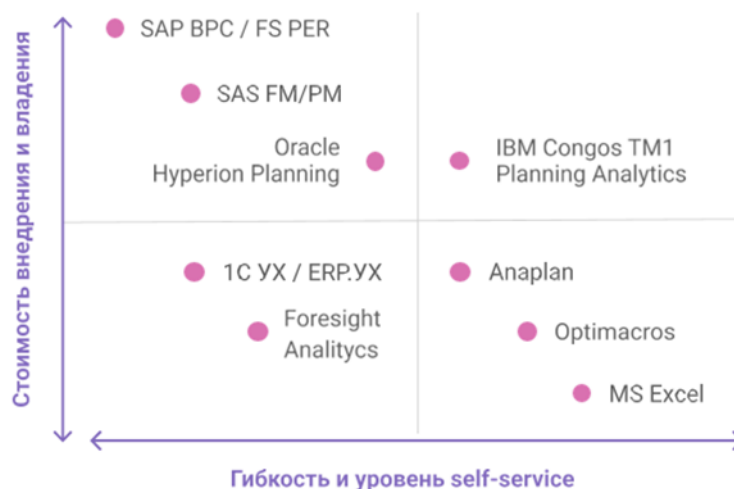 Стоимость внедрения и владения
SAP BPC / FS PER
SAS FM/PM
Oracle
Hyperion Planning
IBM Congos TM1
Planning Analytics
1С УХ / ERP.УХ
Anaplan
Foresight
Analitycs
Optimacros
MS Excel
Гибкость и уровень self-service